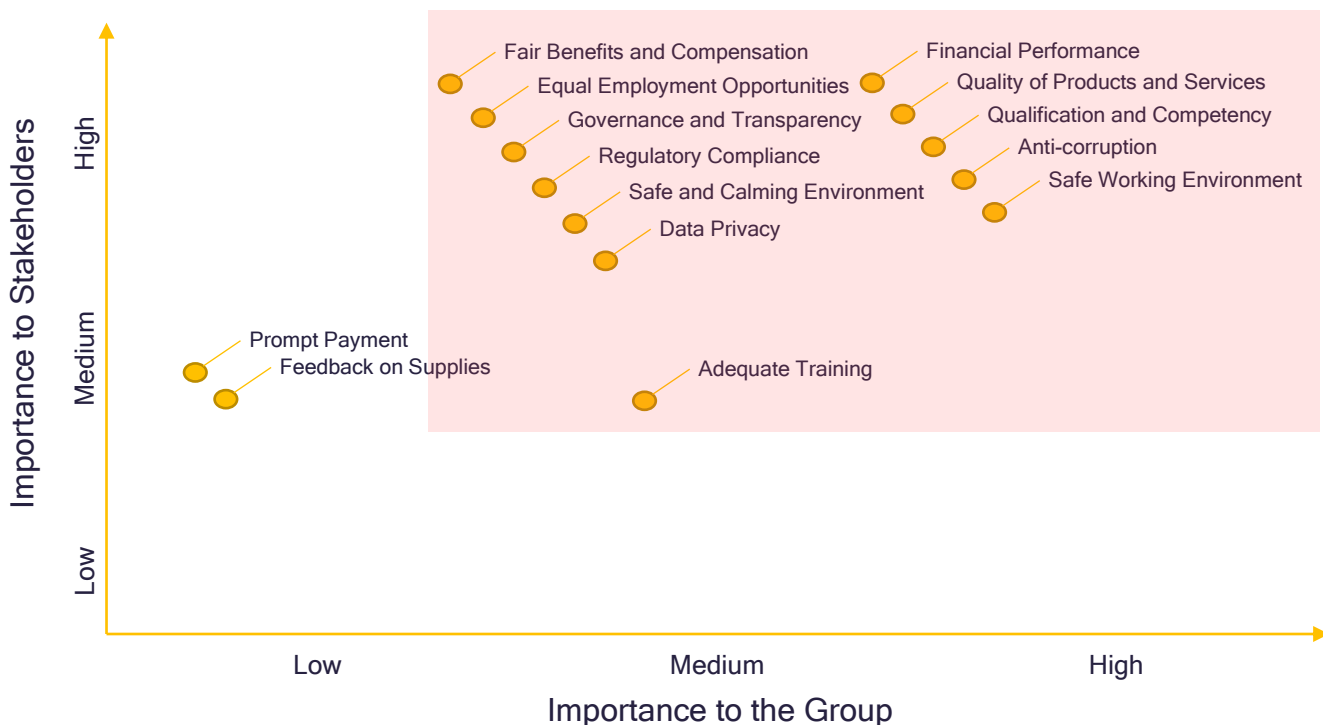 Fair Benefits and Compensation
Equal Employment Opportunities
Governance and Transparency
Regulatory Compliance
Safe and Calming Environment
Data Privacy
Financial Performance
Quality of Products and Services
Qualification and Competency
Anti-corruption
Safe Working Environment
Prompt Payment
Feedback on Supplies
Adequate Training
Importance to Stakeholders
High
Medium
Low
Low
Medium
High
Importance to the Group